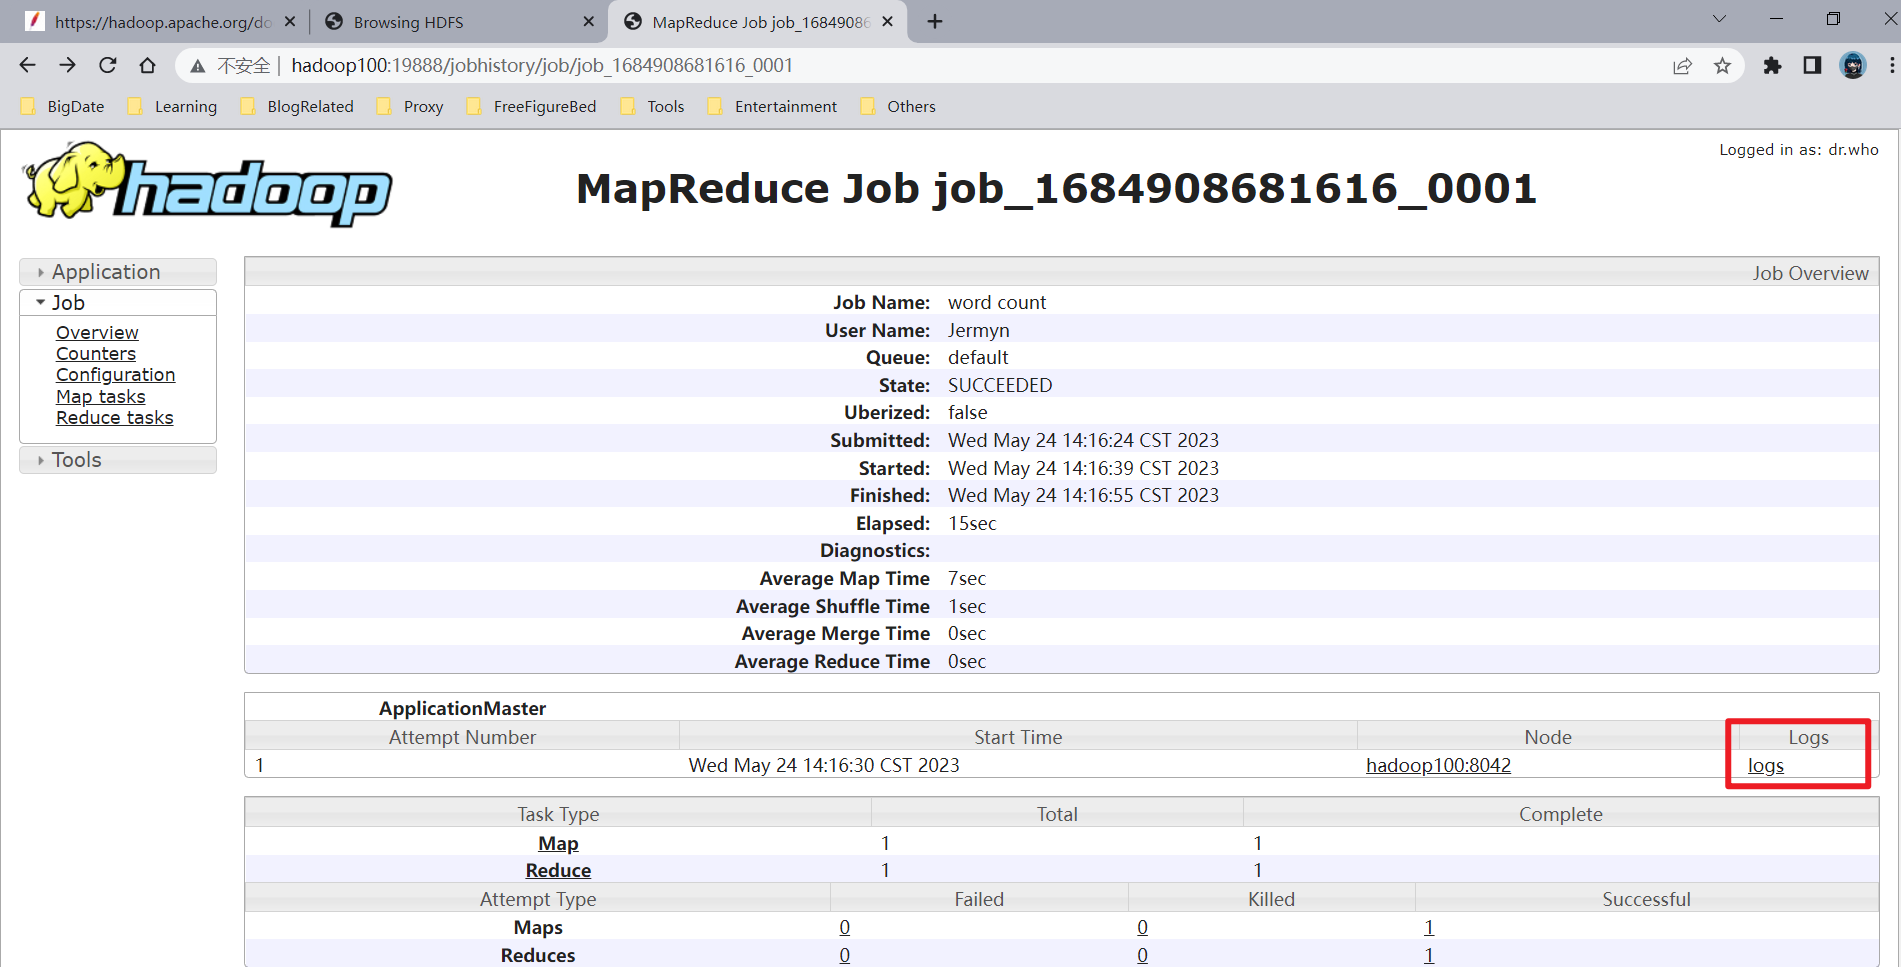 https://hadoop.apache.org/do
Browsing HDFS
MapReduce Job job_16849086
不安全 | hadoop100:19888/jobhistory/job/job_1684908681616_0001
BigDate Learning BlogRelated Proxy FreeFigureBed Tools Entertainment Others
Logged in as: dr.who
hadoop
MapReduce Job job_1684908681616_0001
Application
Job
Overview
Counters
Configuration
Map tasks
Reduce tasks
Tools
Job Overview
Job Name: word count
User Name: Jermyn
Queue: default
State: SUCCEEDED
Uberized: false
Submitted: Wed May 24 14:16:24 CST 2023
Started: Wed May 24 14:16:39 CST 2023
Finished: Wed May 24 14:16:55 CST 2023
Elapsed: 15sec
Diagnostics:
Average Map Time 7sec
Average Shuffle Time 1sec
Average Merge Time 0sec
Average Reduce Time 0sec
ApplicationMaster
Attempt Number Start Time Node Logs
1 Wed May 24 14:16:30 CST 2023 hadoop100:8042 logs
Task Type Total Complete
Map 1 1
Reduce 1 1
Attempt Type Failed Killed Successful
Maps 0 0 1
Reduces 0 0 1